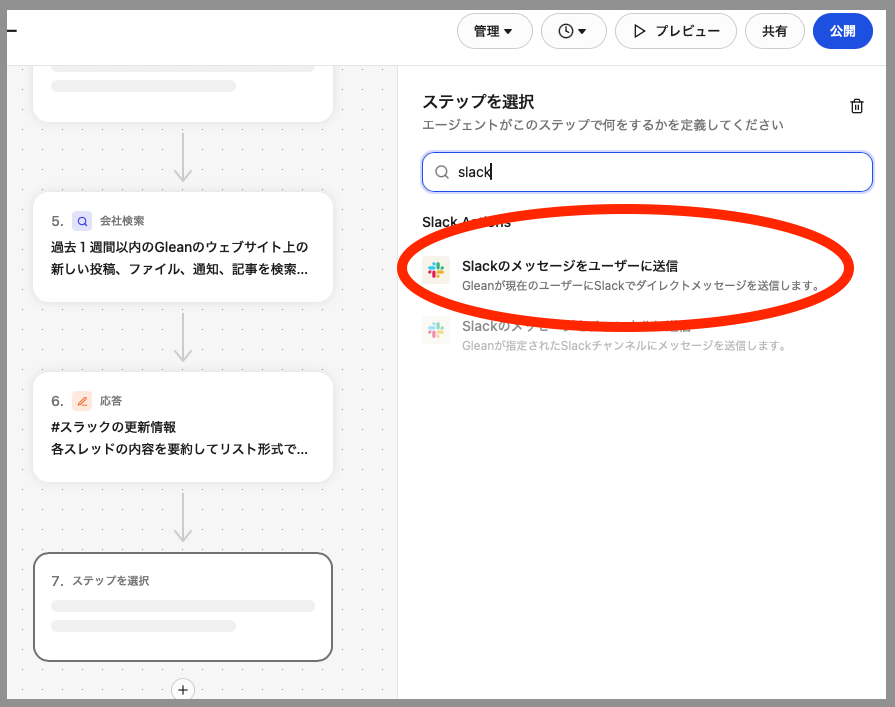 管理
プレビュー
共有
公開
5. 会社検索
過去１週間以内のGleanのウェブサイト上の
新しい投稿、ファイル、通知、記事を検索...
6. 応答
#スラックの更新情報
各スレッドの内容を要約してリスト形式で...
7. ステップを選択
ステップを選択
エージェントがこのステップで何をするかを定義してください
slack
Slack Actions
Slackのメッセージをユーザーに送信
Gleanが現在のユーザーにSlackでダイレクトメッセージを送信します。
Slackのメッセージ
Gleanが指定されたSlackチャンネルにメッセージを送信します。